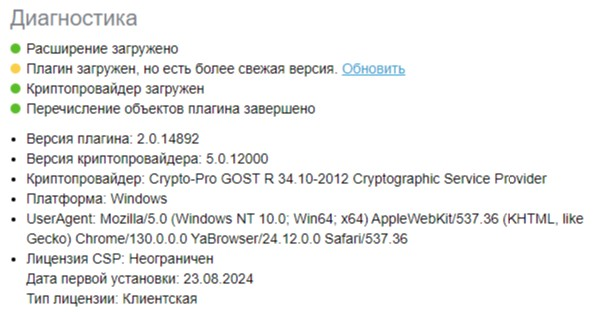 Диагностика
Расширение загружено
Плагин загружен, но есть более свежая версия. Обновить
Криптопровайдер загружен
Перечисление объектов плагина завершено
Версия плагина: 2.0.14892
Версия криптопровайдера: 5.0.12000
Криптопровайдер: Crypto-Pro GOST R 34.10-2012 Cryptographic Service Provider
Платформа: Windows
UserAgent: Mozilla/5.0 (Windows NT 10.0; Win64; x64) AppleWebKit/537.36 (KHTML, like
Gecko) Chrome/130.0.0.0 YaBrowser/24.12.0.0 Safari/537.36
Лицензия CSP: Неограничен
Дата первой установки: 23.08.2024
Тип лицензии: Клиентская